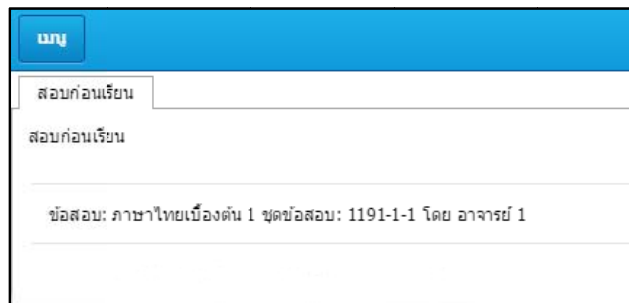 เมนู
สอบก่อนเรียน
สอบก่อนเรียน
ข้อสอบ: ภาษาไทยเบื้องต้น 1 ชุดข้อสอบ: 1191-1-1 โดย อาจารย์ 1